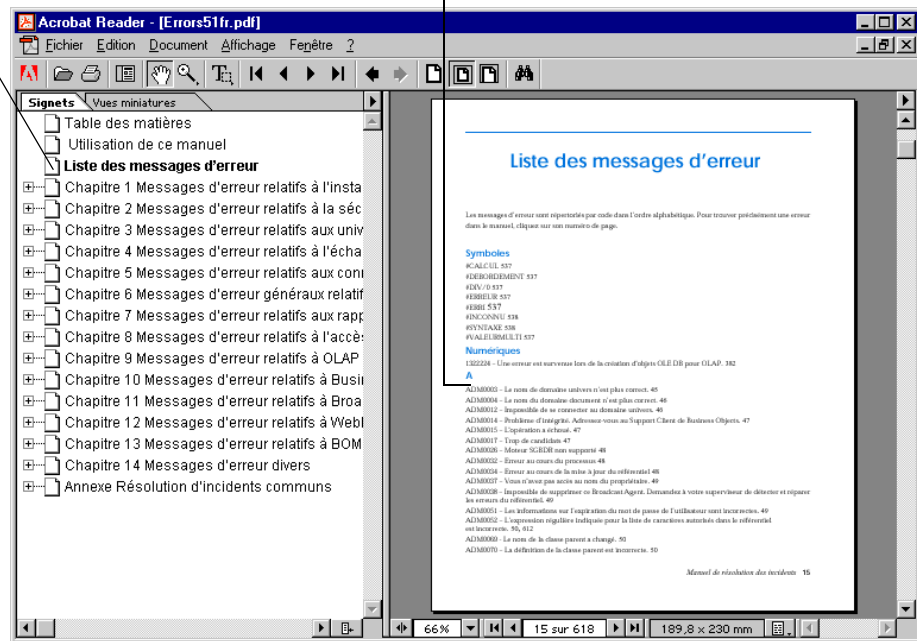 Acrobat Reader - [Errors51fr.pdf]
Fichier Edition Document Affichage Fenêtre ?
Signets Vues miniatures
Table des matières
Utilisation de ce manuel
Liste des messages d'erreur
Chapitre 1 Messages d'erreur relatifs à l'insta
Chapitre 2 Messages d'erreur relatifs à la séc
Chapitre 3 Messages d'erreur relatifs aux univ
Chapitre 4 Messages d'erreur relatifs à l'écha
Chapitre 5 Messages d'erreur relatifs aux conn
Chapitre 6 Messages d'erreur généraux relatif
Chapitre 7 Messages d'erreur relatifs aux rapp
Chapitre 8 Messages d'erreur relatifs à l'accè
Chapitre 9 Messages d'erreur relatifs à OLAP
Chapitre 10 Messages d'erreur relatifs à Busi
Chapitre 11 Messages d'erreur relatifs à Broa
Chapitre 12 Messages d'erreur relatifs à WebI
Chapitre 13 Messages d'erreur relatifs à BOM
Chapitre 14 Messages d'erreur divers
Annexe Résolution d'incidents communs
Liste des messages d'erreur
Les messages d'erreur sont répertoriés par code dans l'ordre alphabétique. Pour trouver précisément une erreur
dans le manuel, cliquez sur son numéro de page.
Symboles
#CALCUL 537
#DEBORDEMENT 537
#DIV/0 537
#ERREUR 537
#ERR! 537
#INCONNU 538
#SYNTAXE 538
#VALEURMULTI 537
Numériques
1322224 - Une erreur est survenue lors de la création d'objets OLE DB pour OLAP. 382
A
ADM0003 - Le nom de domaine univers n'est plus correct. 45
ADM0004 - Le nom du domaine document n'est plus correct. 46
ADM0012 - Impossible de se connecter au domaine univers. 46
ADM0014 - Problème d'intégrité. Adressez-vous au Support Client de Business Objects. 47
ADM0015 - L'opération a échoué. 47
ADM0017 - Trop de candidats 47
ADM0026 - Moteur SGBDR non supporté 48
ADM0032 - Erreur au cours du processus 48
ADM0034 - Erreur au cours de la mise à jour du référentiel 48
ADM0037 - Vous n'avez pas accès au nom du propriétaire. 49
ADM0038 - Impossible de supprimer ce Broadcast Agent. Demandez à votre superviseur de détecter et réparer
les erreurs du référentiel. 49
ADM0051 - Les informations sur l'expiration du mot de passe de l'utilisateur sont incorrectes. 49
ADM0052 - L'expression régulière indiquée pour la liste de caractères autorisés dans le référentiel
est incorrecte. 50, 612
ADM0069 - Le nom de la classe parent a changé. 50
ADM0070 - La définition de la classe parent est incorrecte. 50
Manuel de résolution des incidents 15
66% 15 sur 618 189,8 x 230 mm